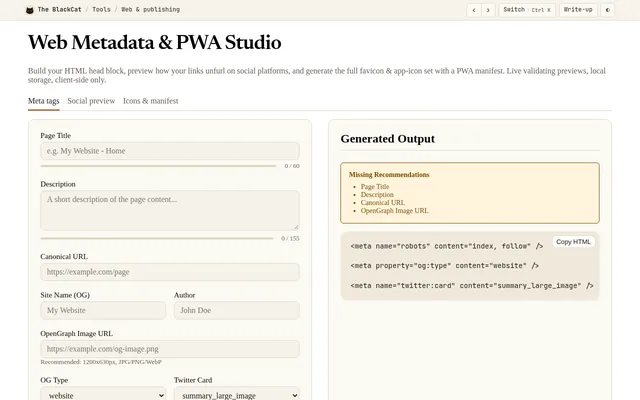 The BlackCat / Tools / Web & publishing
‹ › Switch Ctrl K Write-up
Web Metadata & PWA Studio
Build your HTML head block, preview how your links unfurl on social platforms, and generate the full favicon & app-icon set with a PWA manifest. Live validating previews, local
storage, client-side only.
Meta tags Social preview Icons & manifest
Page Title
e.g. My Website - Home
0 / 60
Description
A short description of the page content...
0 / 155
Canonical URL
https://example.com/page
Site Name (OG) Author
My Website John Doe
OpenGraph Image URL
https://example.com/og-image.png
Recommended: 1200x630px, JPG/PNG/WebP
OG Type Twitter Card
website summary_large_image
Generated Output
Missing Recommendations
• Page Title
• Description
• Canonical URL
• OpenGraph Image URL
Copy HTML
<meta name="robots" content="index, follow" />
<meta property="og:type" content="website" />
<meta name="twitter:card" content="summary_large_image" />